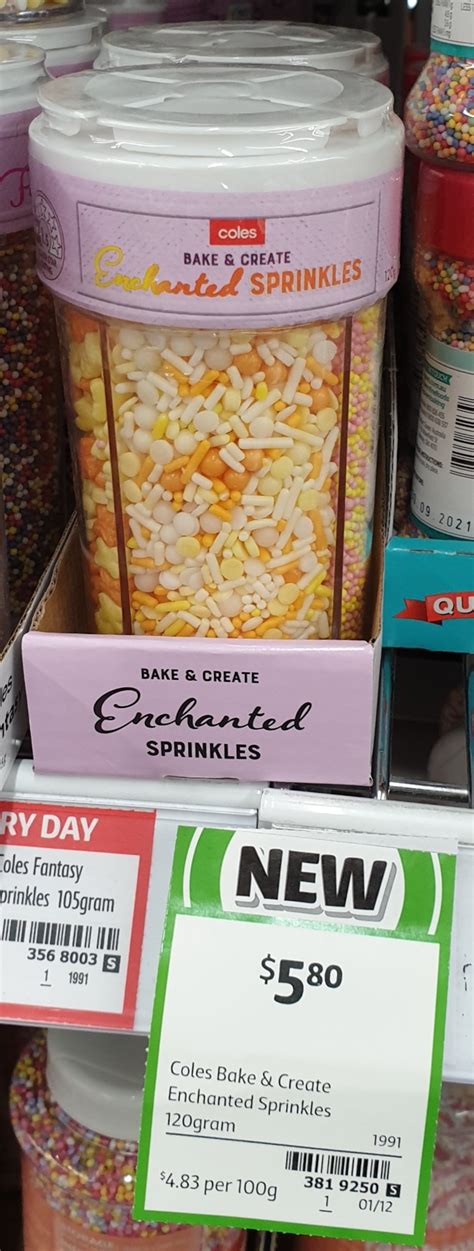 coles
BAKE & CREATE
Enchanted SPRINKLES
120g
BAKE & CREATE
Enchanted
SPRINKLES
09 2021
QU
RY DAY
Coles Fantasy
prinkles 105gram
356 8003 S
1 1991
NEW
$5.80
Coles Bake & Create
Enchanted Sprinkles
120gram
1991
$4.83 per 100g
381 9250 S
1 01/12